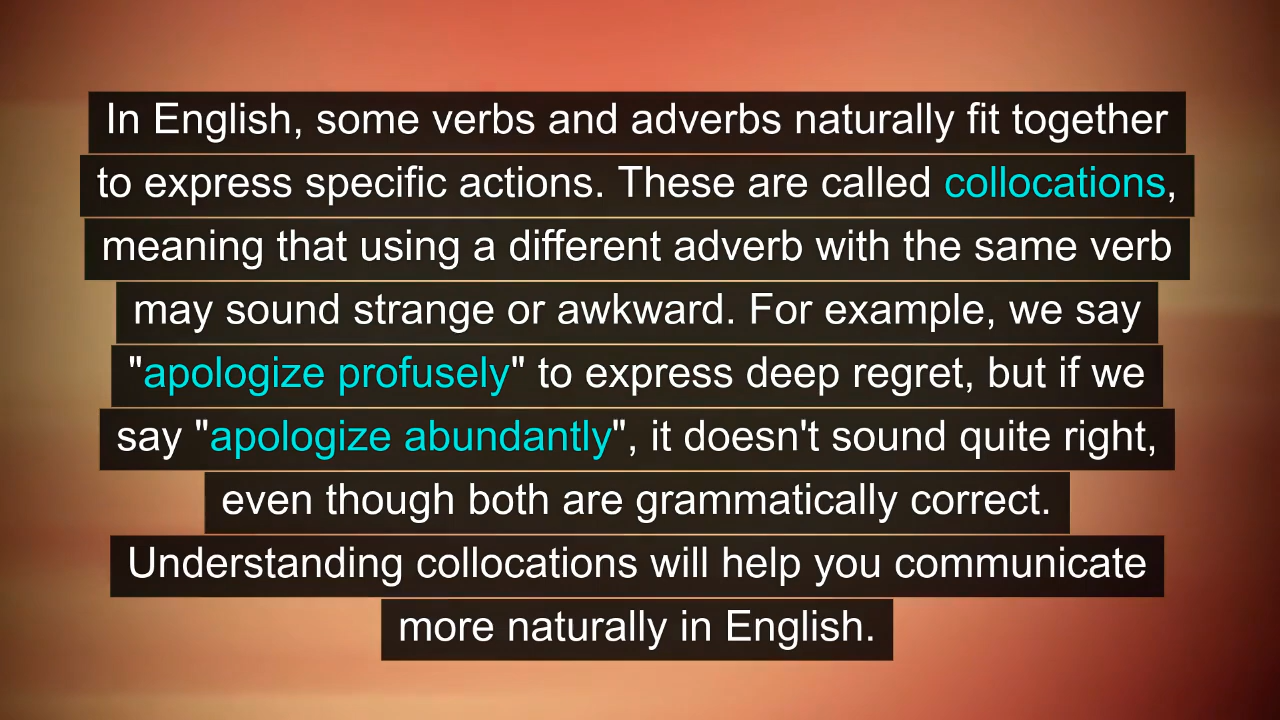 In English, some verbs and adverbs naturally fit together
to express specific actions. These are called collocations,
meaning that using a different adverb with the same verb
may sound strange or awkward. For example, we say
"apologize profusely" to express deep regret, but if we
say "apologize abundantly", it doesn't sound quite right,
even though both are grammatically correct.
Understanding collocations will help you communicate
more naturally in English.